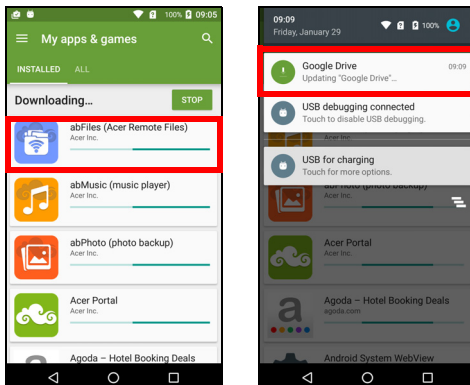 100% 09:05
My apps & games
INSTALLED ALL
Downloading...
STOP
abFiles (Acer Remote Files)
Acer Inc.
abMusic (music player)
Acer Inc.
abPhoto (photo backup)
Acer Inc.
Acer Portal
Acer Inc.
Agoda – Hotel Booking Deals
09:09
Friday, January 29
100%
Google Drive 09:09
Updating "Google Drive"...
USB debugging connected
Touch to disable USB debugging.
USB for charging
Touch for more options.
abPhoto (photo backup)
Acer Inc.
Acer Portal
Acer Inc.
Agoda – Hotel Booking Deals
agoda.com
Android System WebView